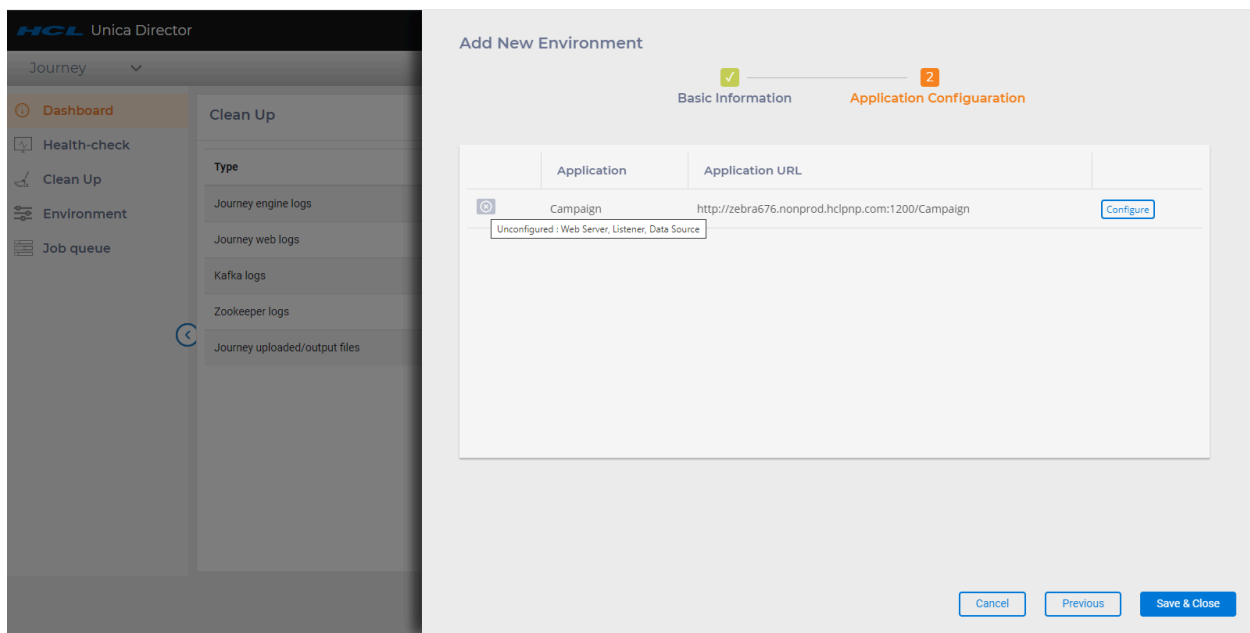 HCL Unica Director
Journey
Dashboard
Health-check
Clean Up
Environment
Job queue
Clean Up
Type
Journey engine logs
Journey web logs
Kafka logs
Zookeeper logs
Journey uploaded/output files
Add New Environment
2
Basic Information Application Configuaration
Application Application URL
Campaign http://zebra676.nonprod.hclpnp.com:1200/Campaign Configure
Unconfigured : Web Server, Listener, Data Source
Cancel Previous Save & Close